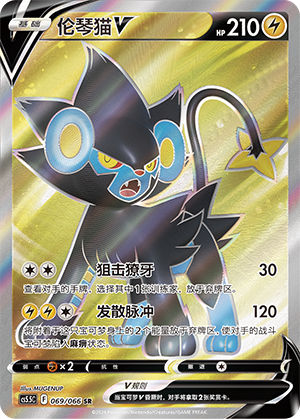 基础 伦琴猫V HP210
狙击獠牙 30
查看对手的手牌，选择其中1张训练家，放于弃牌区。
发散脉冲 120
将附着于这只宝可梦身上的2个能量放于弃牌区，使对手的战斗
宝可梦陷入麻痹状态。
弱点 ×2 抵抗力 撤退
Illus. MUGENUP
CS5.5C F 069/066 SR
V规则
当宝可梦V昏厥时，对手将拿取2张奖赏卡。